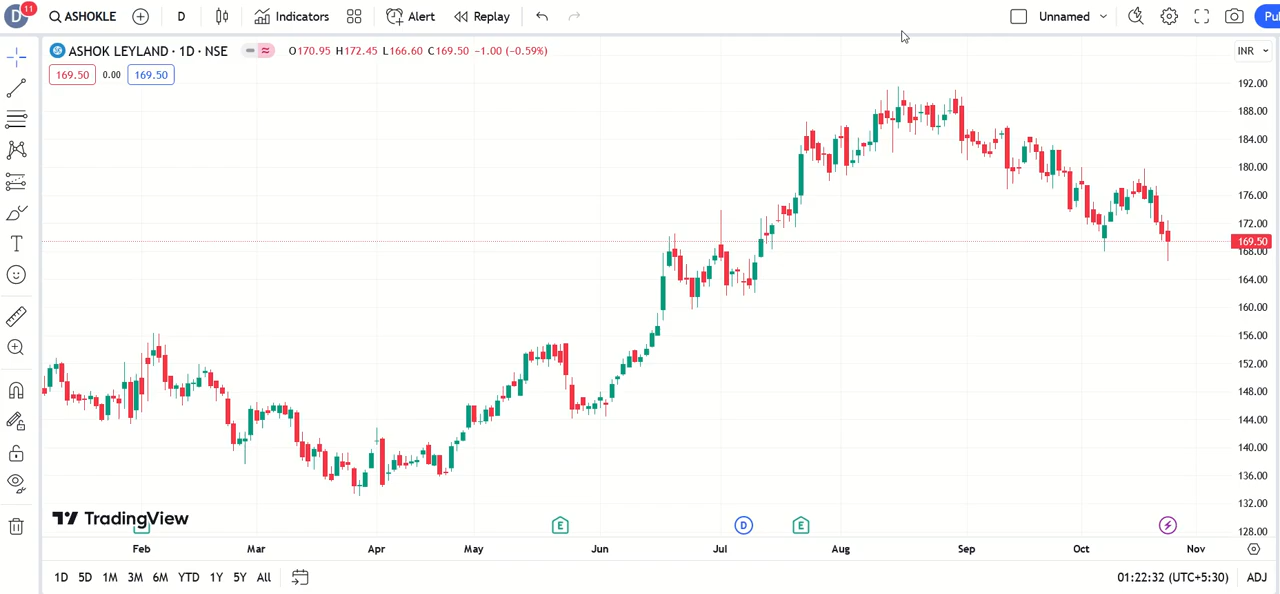 D 11 ASHOKLE D Indicators Alert Replay Unnamed Pu
ASHOK LEYLAND · 1D · NSE O170.95 H172.45 L166.60 C169.50 −1.00 (−0.59%) INR
169.50 0.00 169.50
192.00
188.00
184.00
180.00
176.00
172.00
169.50
168.00
164.00
160.00
156.00
152.00
148.00
144.00
140.00
136.00
132.00
128.00
TradingView
E D E
Feb Mar Apr May Jun Jul Aug Sep Oct Nov
1D 5D 1M 3M 6M YTD 1Y 5Y All 01:22:32 (UTC+5:30) ADJ